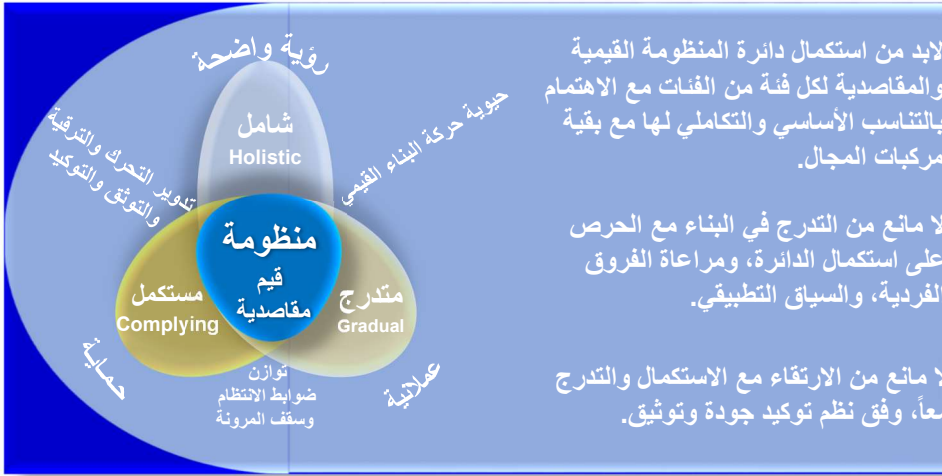 رؤية واضحة
حيوية حركة البناء القيمي
تدوير التحرك والترقية
والتوثق والتوكيد
شامل
Holistic
منظومة
قيم
مقاصدية
مستكمل
Complying
متدرج
Gradual
حماية
توازن
ضوابط الانتظام
وسقف المرونة
عملانية
لابد من استكمال دائرة المنظومة القيمية
والمقاصدية لكل فئة من الفئات مع الاهتمام
بالتناسب الأساسي والتكاملي لها مع بقية
مركبات المجال.
لا مانع من التدرج في البناء مع الحرص
على استكمال الدائرة، ومراعاة الفروق
الفردية، والسياق التطبيقي.
لا مانع من الارتقاء مع الاستكمال والتدرج
معاً، وفق نظم توكيد جودة وتوثيق.